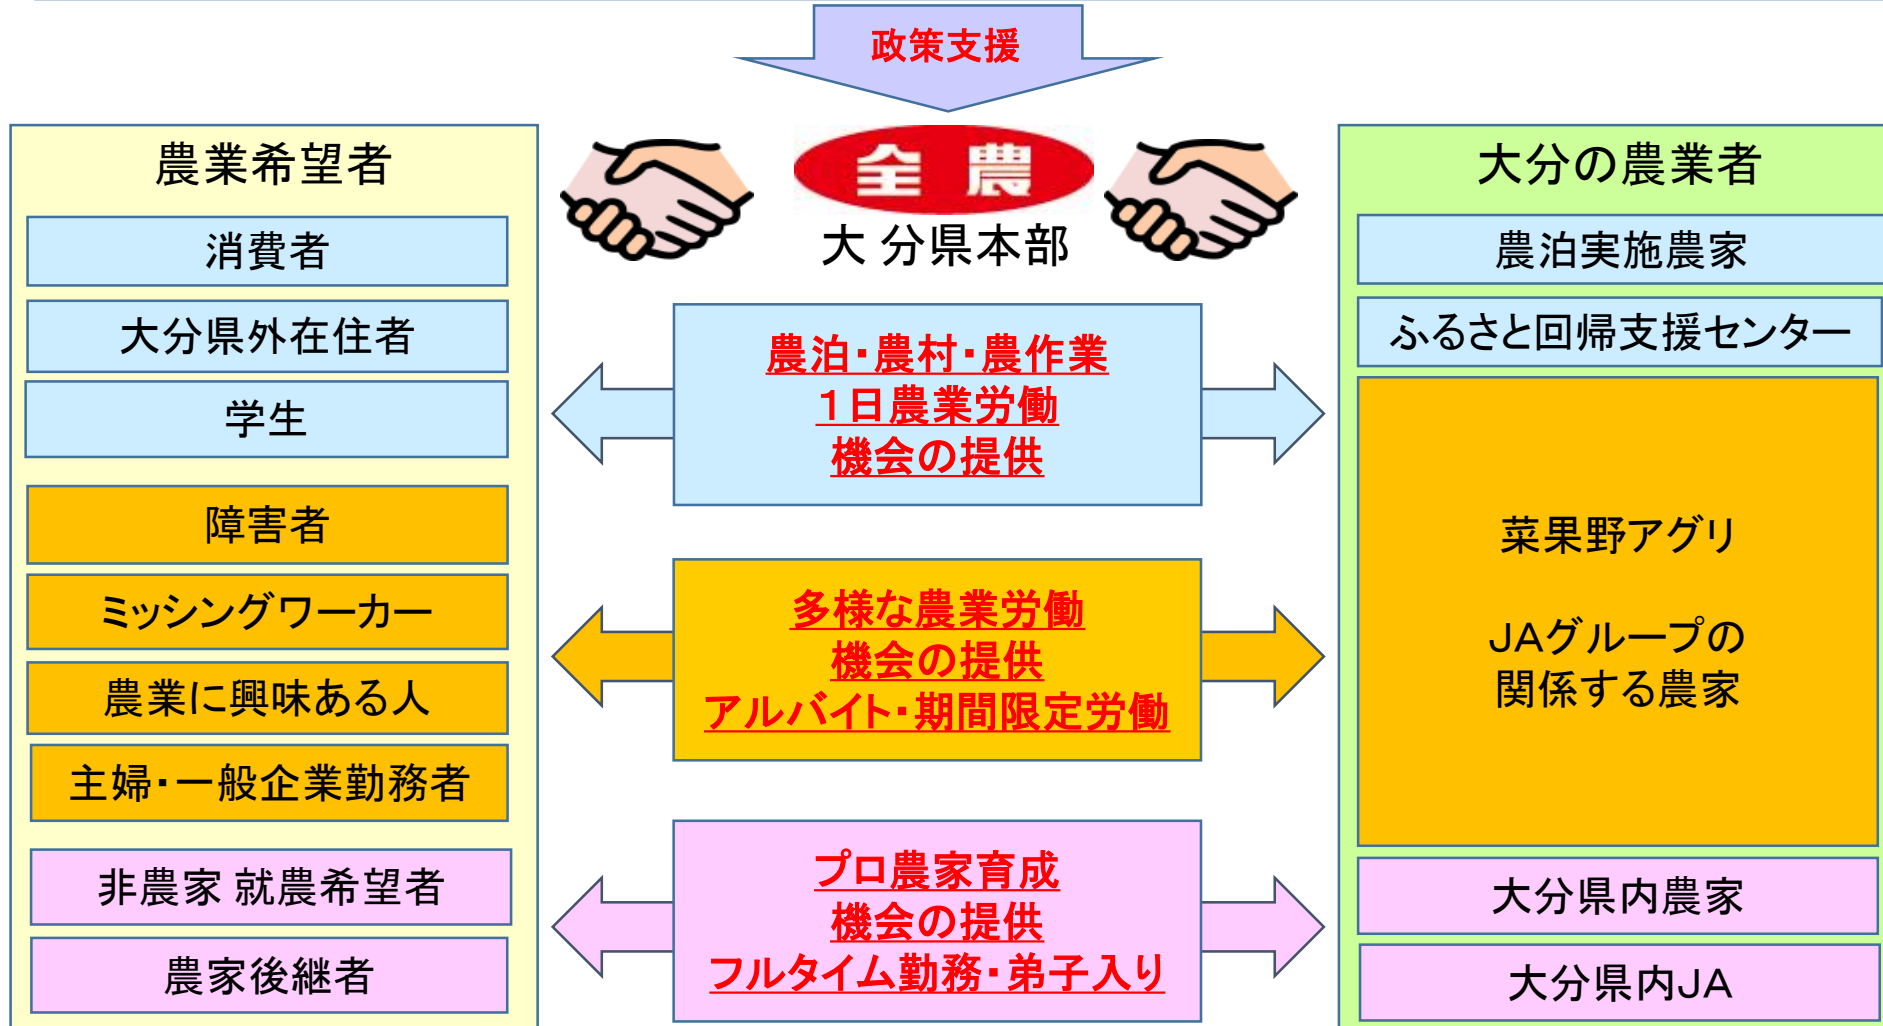 政策支援
農業希望者
消費者
大分県外在住者
学生
障害者
ミッシングワーカー
農業に興味ある人
主婦・一般企業勤務者
非農家 就農希望者
農家後継者
全農
大 分県本部
農泊・農村・農作業
1日農業労働
機会の提供
多様な農業労働
機会の提供
アルバイト・期間限定労働
プロ農家育成
機会の提供
フルタイム勤務・弟子入り
大分の農業者
農泊実施農家
ふるさと回帰支援センター
菜果野アグリ
JAグループの
関係する農家
大分県内農家
大分県内JA